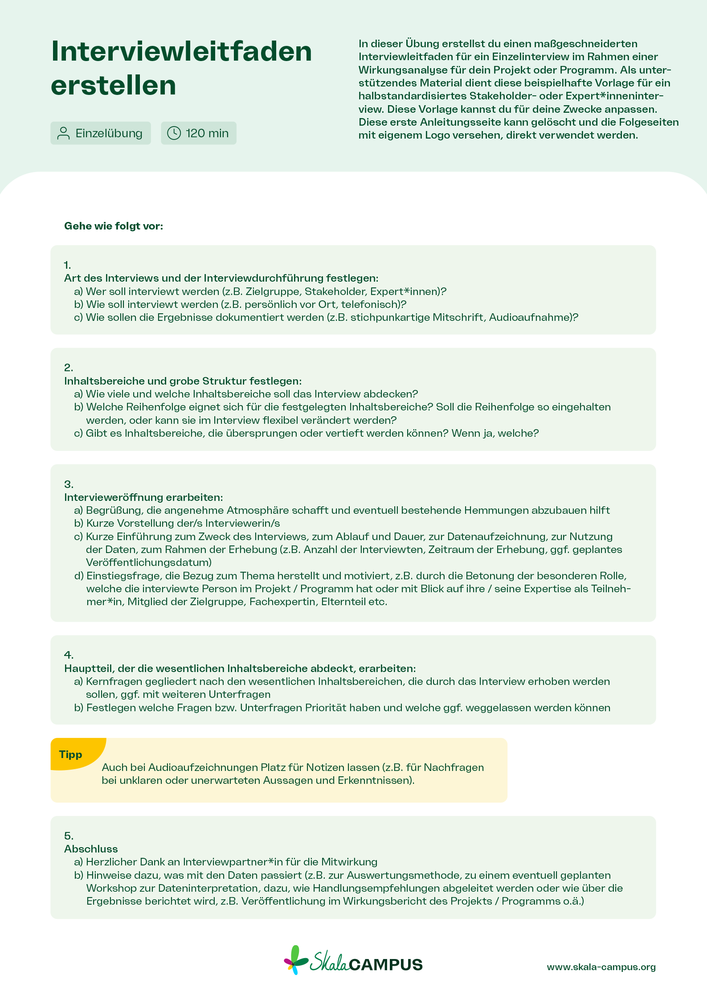 Interviewleitfaden
erstellen
Einzelübung
120 min
In dieser Übung erstellst du einen maßgeschneiderten
Interviewleitfaden für ein Einzelinterview im Rahmen einer
Wirkungsanalyse für dein Projekt oder Programm. Als unter-
stützendes Material dient diese beispielhafte Vorlage für ein
halbstandardisiertes Stakeholder- oder Expert*inneninter-
view. Diese Vorlage kannst du für deine Zwecke anpassen.
Diese erste Anleitungsseite kann gelöscht und die Folgeseiten
mit eigenem Logo versehen, direkt verwendet werden.
Gehe wie folgt vor:
1.
Art des Interviews und der Interviewdurchführung festlegen:
a) Wer soll interviewt werden (z.B. Zielgruppe, Stakeholder, Expert*innen)?
b) Wie soll interviewt werden (z.B. persönlich vor Ort, telefonisch)?
c) Wie sollen die Ergebnisse dokumentiert werden (z.B. stichpunkartige Mitschrift, Audioaufnahme)?
2.
Inhaltsbereiche und grobe Struktur festlegen:
a) Wie viele und welche Inhaltsbereiche soll das Interview abdecken?
b) Welche Reihenfolge eignet sich für die festgelegten Inhaltsbereiche? Soll die Reihenfolge so eingehalten
werden, oder kann sie im Interview flexibel verändert werden?
c) Gibt es Inhaltsbereiche, die übersprungen oder vertieft werden können? Wenn ja, welche?
3.
Intervieweröffnung erarbeiten:
a) Begrüßung, die angenehme Atmosphäre schafft und eventuell bestehende Hemmungen abzubauen hilft
b) Kurze Vorstellung der/s Interviewerin/s
c) Kurze Einführung zum Zweck des Interviews, zum Ablauf und Dauer, zur Datenaufzeichnung, zur Nutzung
der Daten, zum Rahmen der Erhebung (z.B. Anzahl der Interviewten, Zeitraum der Erhebung, ggf. geplantes
Veröffentlichungsdatum)
d) Einstiegsfrage, die Bezug zum Thema herstellt und motiviert, z.B. durch die Betonung der besonderen Rolle,
welche die interviewte Person im Projekt / Programm hat oder mit Blick auf ihre / seine Expertise als Teilneh-
mer*in, Mitglied der Zielgruppe, Fachexpertin, Elternteil etc.
4.
Hauptteil, der die wesentlichen Inhaltsbereiche abdeckt, erarbeiten:
a) Kernfragen gegliedert nach den wesentlichen Inhaltsbereichen, die durch das Interview erhoben werden
sollen, ggf. mit weiteren Unterfragen
b) Festlegen welche Fragen bzw. Unterfragen Priorität haben und welche ggf. weggelassen werden können
Tipp
Auch bei Audioaufzeichnungen Platz für Notizen lassen (z.B. für Nachfragen
bei unklaren oder unerwarteten Aussagen und Erkenntnissen).
5.
Abschluss
a) Herzlicher Dank an Interviewpartner*in für die Mitwirkung
b) Hinweise dazu, was mit den Daten passiert (z.B. zur Auswertungsmethode, zu einem eventuell geplanten
Workshop zur Dateninterpretation, dazu, wie Handlungsempfehlungen abgeleitet werden oder wie über die
Ergebnisse berichtet wird, z.B. Veröffentlichung im Wirkungsbericht des Projekts / Programms o.ä.)
SkalaCAMPUS
www.skala-campus.org